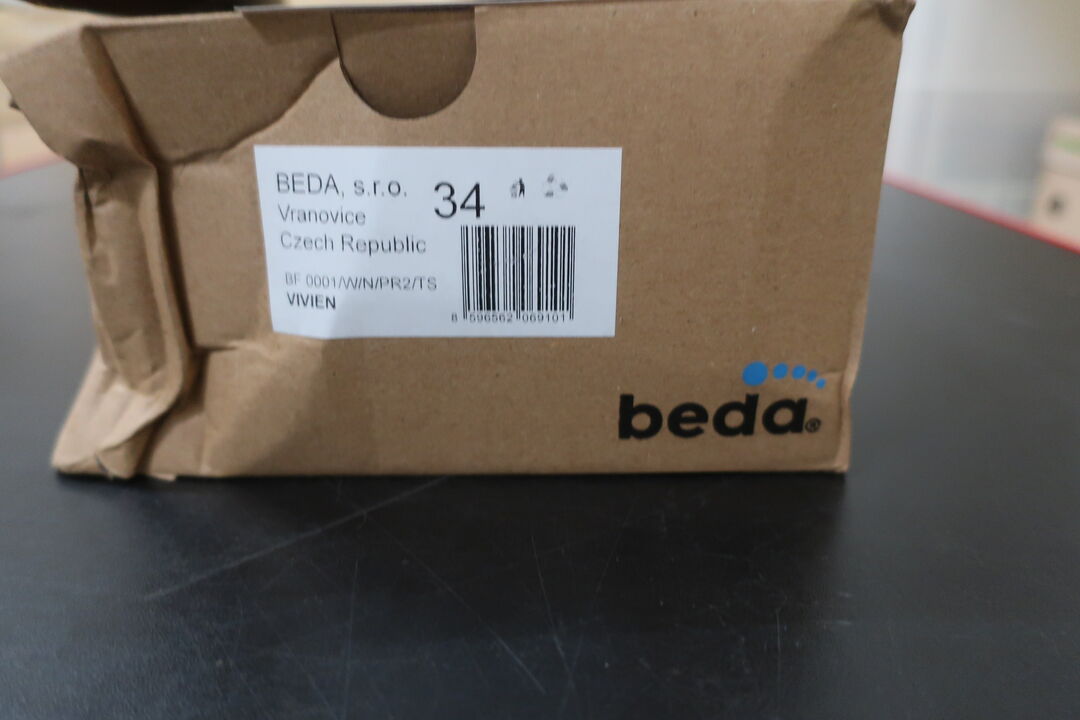 BEDA, s.r.o.
34
Vranovice
Czech Republic
BF 0001/W/N/PR2/TS
VIVIEN
8 596562 069101
beda®